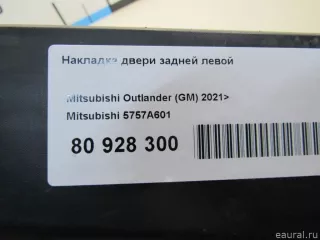 Накладка двери задней левой
Mitsubishi Outlander (GM) 2021>
Mitsubishi 5757A601
80 928 300
eaural.ru